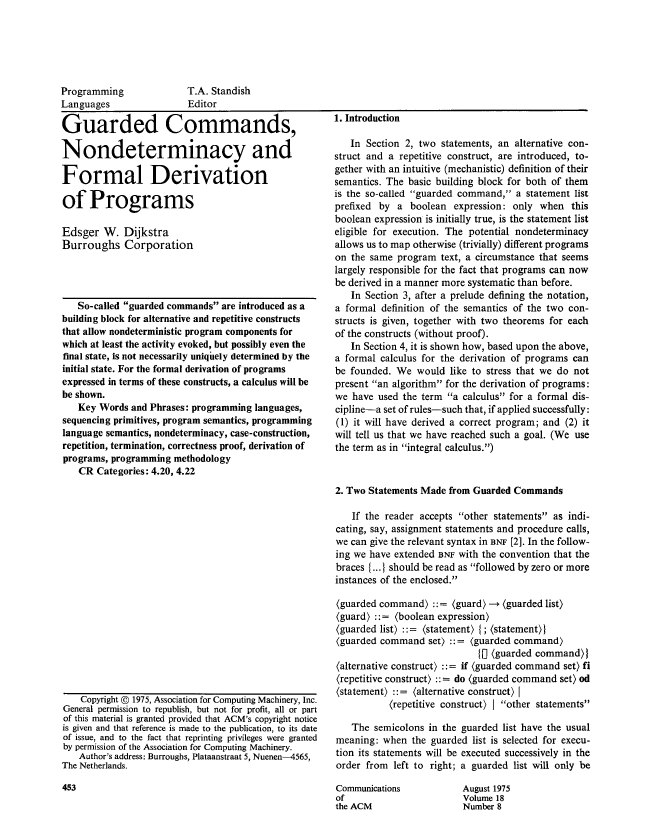 Programming
Languages
T.A. Standish
Editor
Guarded Commands,
Nondeterminacy and
Formal Derivation
of Programs
Edsger W. Dijkstra
Burroughs Corporation
So-called "guarded commands" are introduced as a
building block for alternative and repetitive constructs
that allow nondeterministic program components for
which at least the activity evoked, but possibly even the
final state, is not necessarily uniquely determined by the
initial state. For the formal derivation of programs
expressed in terms of these constructs, a calculus will be
be shown.
Key Words and Phrases: programming languages,
sequencing primitives, program semantics, programming
language semantics, nondeterminacy, case-construction,
repetition, termination, correctness proof, derivation of
programs, programming methodology
CR Categories: 4.20, 4.22
Copyright © 1975, Association for Computing Machinery, Inc.
General permission to republish, but not for profit, all or part
of this material is granted provided that ACM's copyright notice
is given and that reference is made to the publication, to its date
of issue, and to the fact that reprinting privileges were granted
by permission of the Association for Computing Machinery.
Author's address: Burroughs, Plataanstraat 5, Nuenen—4565,
The Netherlands.
1. Introduction
In Section 2, two statements, an alternative con-
struct and a repetitive construct, are introduced, to-
gether with an intuitive (mechanistic) definition of their
semantics. The basic building block for both of them
is the so-called "guarded command," a statement list
prefixed by a boolean expression: only when this
boolean expression is initially true, is the statement list
eligible for execution. The potential nondeterminacy
allows us to map otherwise (trivially) different programs
on the same program text, a circumstance that seems
largely responsible for the fact that programs can now
be derived in a manner more systematic than before.
In Section 3, after a prelude defining the notation,
a formal definition of the semantics of the two con-
structs is given, together with two theorems for each
of the constructs (without proof).
In Section 4, it is shown how, based upon the above,
a formal calculus for the derivation of programs can
be founded. We would like to stress that we do not
present "an algorithm" for the derivation of programs:
we have used the term "a calculus" for a formal dis-
cipline—a set of rules—such that, if applied successfully:
(1) it will have derived a correct program; and (2) it
will tell us that we have reached such a goal. (We use
the term as in "integral calculus.")
2. Two Statements Made from Guarded Commands
If the reader accepts "other statements" as indi-
cating, say, assignment statements and procedure calls,
we can give the relevant syntax in BNF [2]. In the follow-
ing we have extended BNF with the convention that the
braces {...} should be read as "followed by zero or more
instances of the enclosed."
⟨guarded command⟩ ::= ⟨guard⟩ → ⟨guarded list⟩
⟨guard⟩ ::= ⟨boolean expression⟩
⟨guarded list⟩ ::= ⟨statement⟩ {; ⟨statement⟩}
⟨guarded command set⟩ ::= ⟨guarded command⟩
{▯ ⟨guarded command⟩}
⟨alternative construct⟩ ::= if ⟨guarded command set⟩ fi
⟨repetitive construct⟩ ::= do ⟨guarded command set⟩ od
⟨statement⟩ ::= ⟨alternative construct⟩ |
⟨repetitive construct⟩ | "other statements"
The semicolons in the guarded list have the usual
meaning: when the guarded list is selected for execu-
tion its statements will be executed successively in the
order from left to right; a guarded list will only be
453
Communications
of
the ACM
August 1975
Volume 18
Number 8